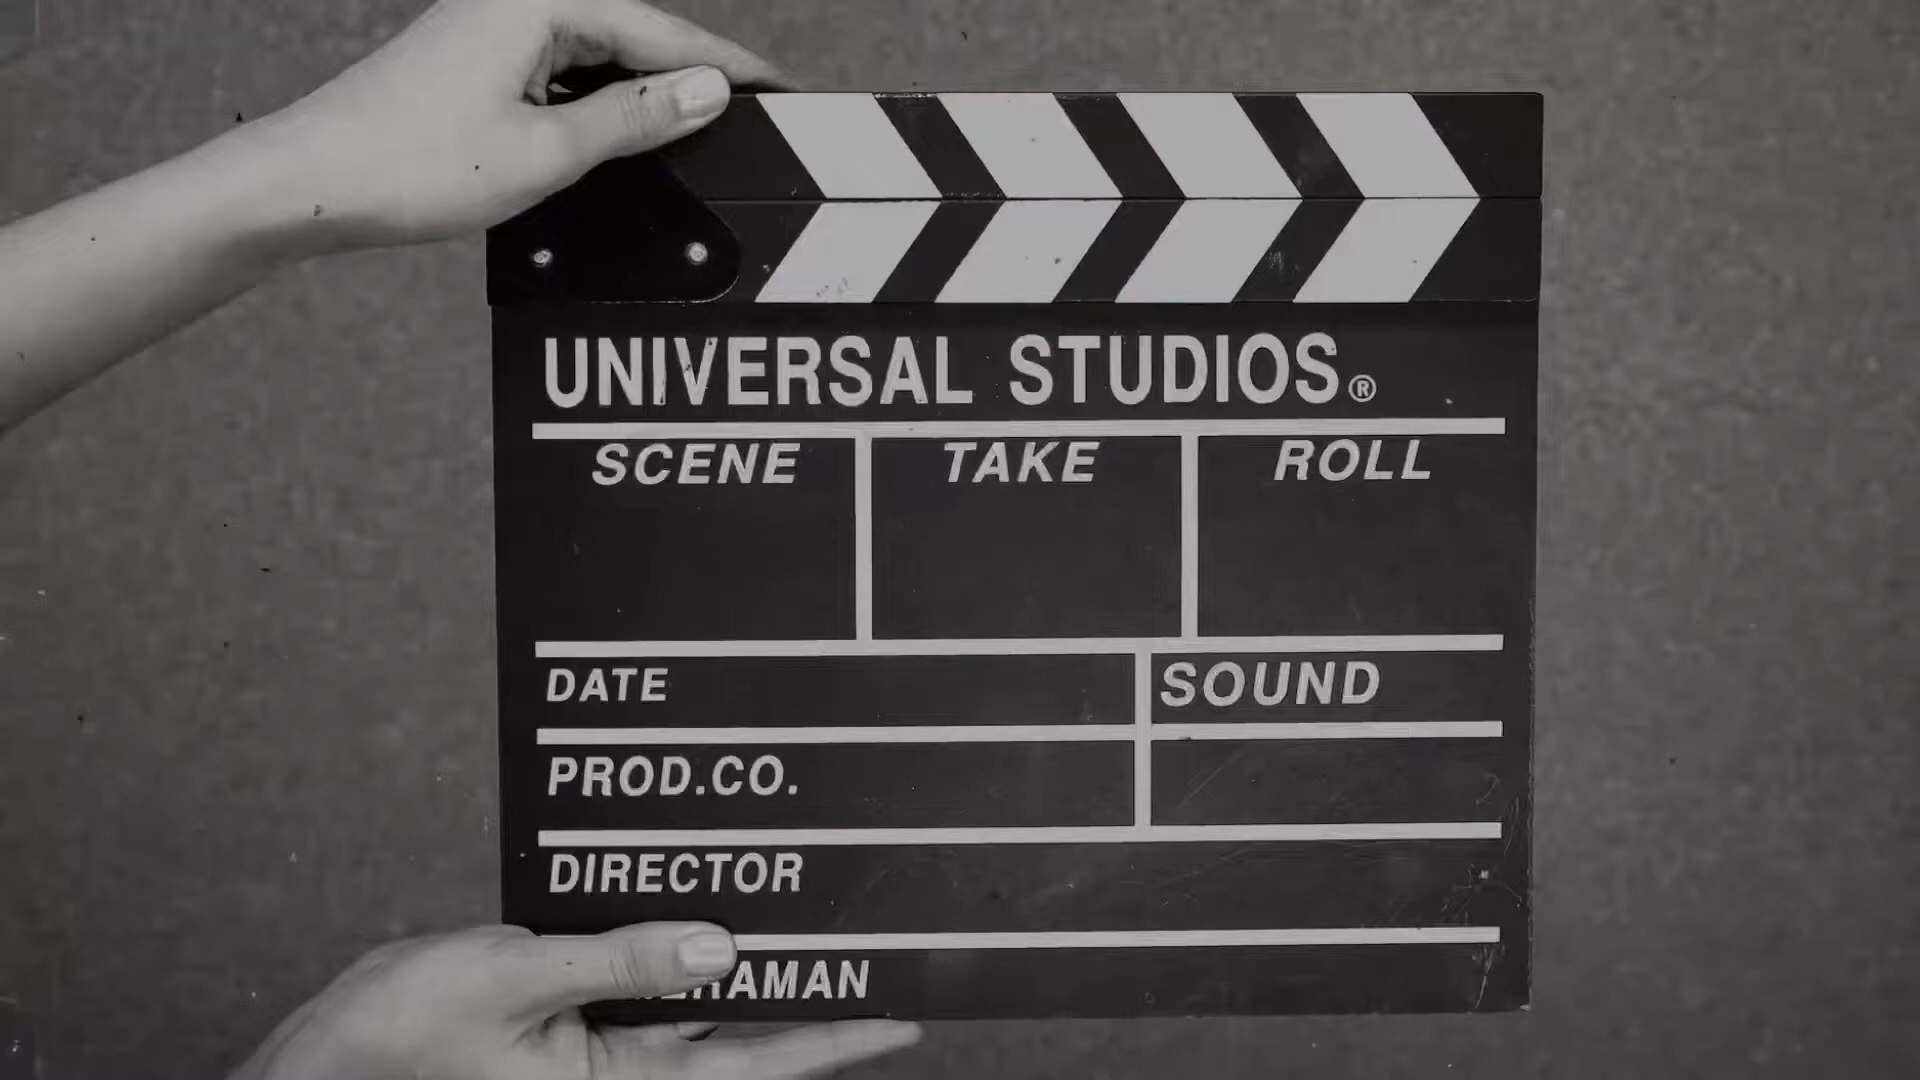 UNIVERSAL STUDIOS®
SCENE TAKE ROLL
DATE SOUND
PROD.CO.
DIRECTOR